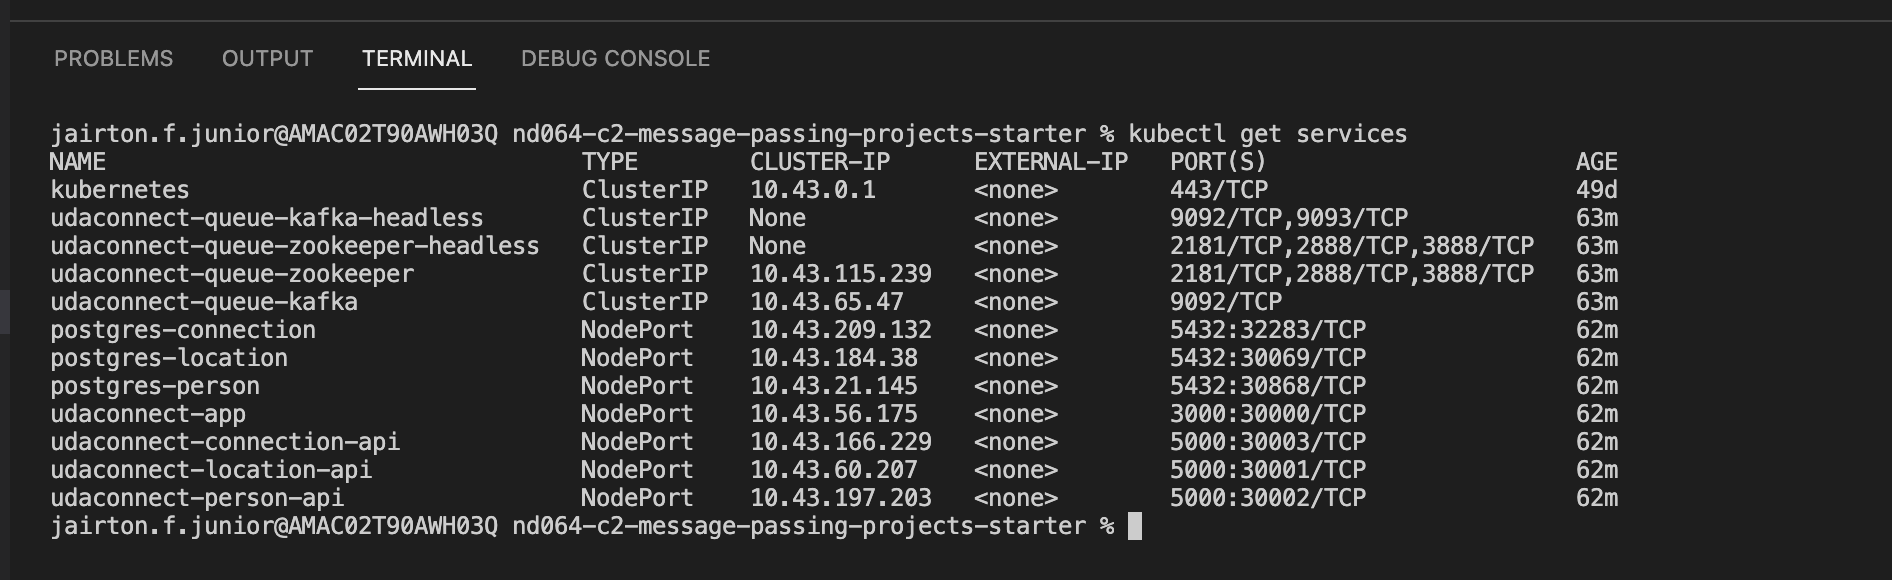 PROBLEMS OUTPUT TERMINAL DEBUG CONSOLE
jairton.f.junior@AMAC02T90AWH03Q nd064-c2-message-passing-projects-starter % kubectl get services
NAME TYPE CLUSTER-IP EXTERNAL-IP PORT(S) AGE
kubernetes ClusterIP 10.43.0.1 <none> 443/TCP 49d
udaconnect-queue-kafka-headless ClusterIP None <none> 9092/TCP,9093/TCP 63m
udaconnect-queue-zookeeper-headless ClusterIP None <none> 2181/TCP,2888/TCP,3888/TCP 63m
udaconnect-queue-zookeeper ClusterIP 10.43.115.239 <none> 2181/TCP,2888/TCP,3888/TCP 63m
udaconnect-queue-kafka ClusterIP 10.43.65.47 <none> 9092/TCP 63m
postgres-connection NodePort 10.43.209.132 <none> 5432:32283/TCP 62m
postgres-location NodePort 10.43.184.38 <none> 5432:30069/TCP 62m
postgres-person NodePort 10.43.21.145 <none> 5432:30868/TCP 62m
udaconnect-app NodePort 10.43.56.175 <none> 3000:30000/TCP 62m
udaconnect-connection-api NodePort 10.43.166.229 <none> 5000:30003/TCP 62m
udaconnect-location-api NodePort 10.43.60.207 <none> 5000:30001/TCP 62m
udaconnect-person-api NodePort 10.43.197.203 <none> 5000:30002/TCP 62m
jairton.f.junior@AMAC02T90AWH03Q nd064-c2-message-passing-projects-starter %